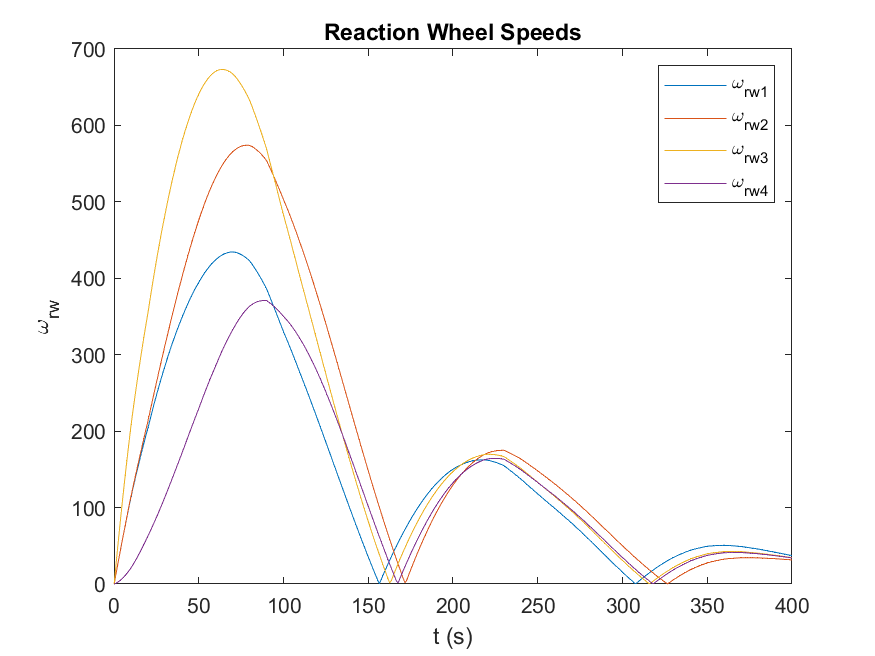 Reaction Wheel Speeds
700
600
500
400
300
200
100
0
ω_rw
ω_rw1
ω_rw2
ω_rw3
ω_rw4
0 50 100 150 200 250 300 350 400
t (s)